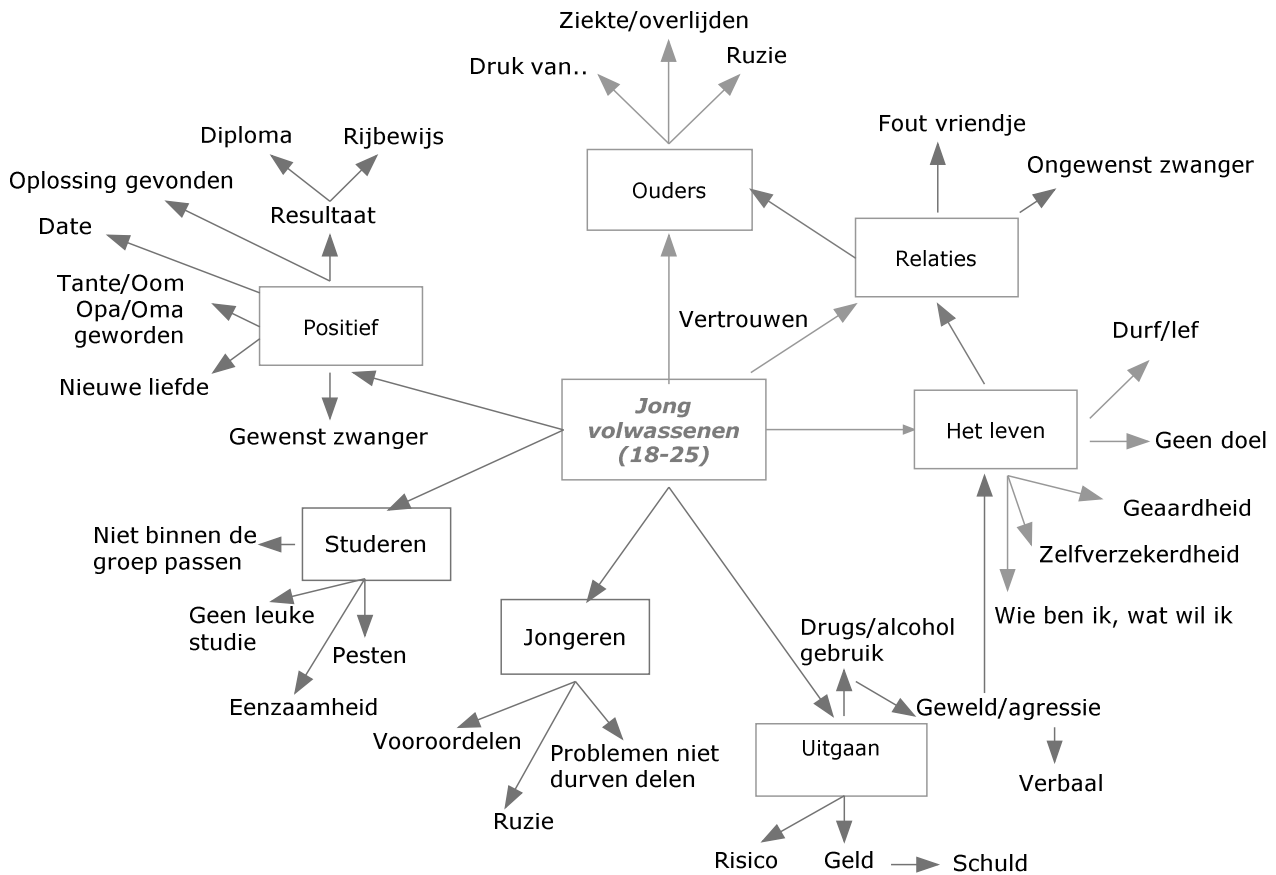 Ziekte/overlijden
Druk van..
Ruzie
Diploma
Rijbewijs
Oplossing gevonden
Resultaat
Date
Tante/Oom
Opa/Oma
geworden
Positief
Nieuwe liefde
Gewenst zwanger
Ouders
Fout vriendje
Ongewenst zwanger
Relaties
Vertrouwen
Jong
volwassenen
(18-25)
Durf/lef
Het leven
Geen doel
Geaardheid
Zelfverzekerdheid
Wie ben ik, wat wil ik
Niet binnen de
groep passen
Studeren
Geen leuke
studie
Pesten
Eenzaamheid
Jongeren
Vooroordelen
Problemen niet
durven delen
Ruzie
Drugs/alcohol
gebruik
Geweld/agressie
Uitgaan
Verbaal
Risico
Geld
Schuld